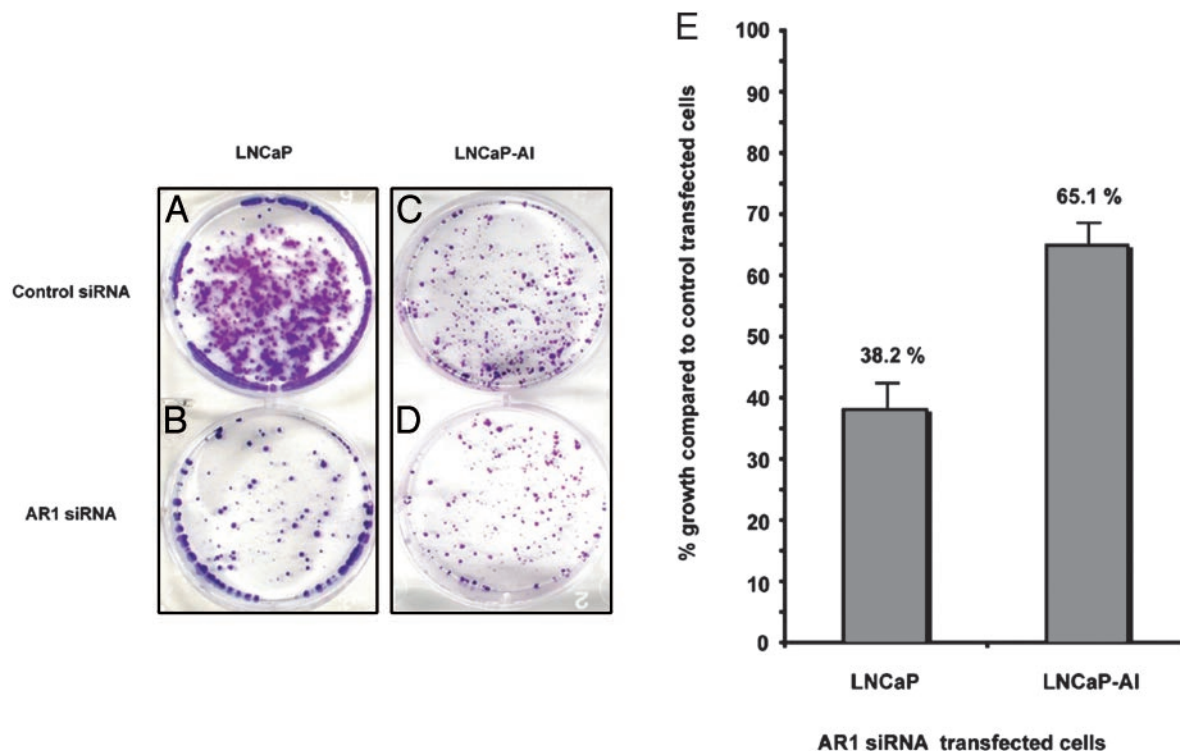 LNCaP
LNCaP-AI
Control siRNA
AR1 siRNA
A
B
C
D
2
E
% growth compared to control transfected cells
100
90
80
70
60
50
40
30
20
10
0
38.2 %
65.1 %
LNCaP
LNCaP-AI
AR1 siRNA transfected cells